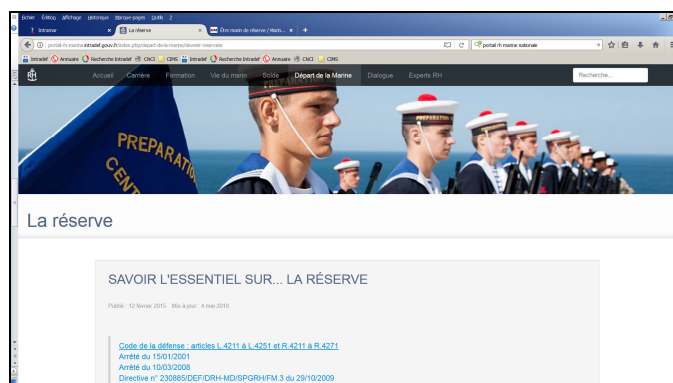 Fichier Édition Affichage Historique Marque-pages Outils ?
Intramar
La réserve
Être marin de réserve / Marin...
portail-rh-marine.intradef.gouv.fr/index.php/depart-de-la-marine/devenir-reserviste
portail rh marine nationale
Intradef Annuaire Recherche Intradef CNCI CIMS Intradef Recherche Intradef Annuaire CNCI CIMS
RH
Accueil Carrière Formation Vie du marin Solde Départ de la Marine Dialogue Experts RH
Recherche...
PREPARATION
PREPARATI
CENT
La réserve
SAVOIR L'ESSENTIEL SUR... LA RÉSERVE
Publié : 12 février 2015 Mis à jour : 4 mai 2016
Code de la défense : articles L.4211 à L.4251 et R.4211 à R.4271
Arrêté du 15/01/2001
Arrêté du 10/03/2008
Directive n° 230885/DEF/DRH-MD/SPGRH/FM.3 du 29/10/2009